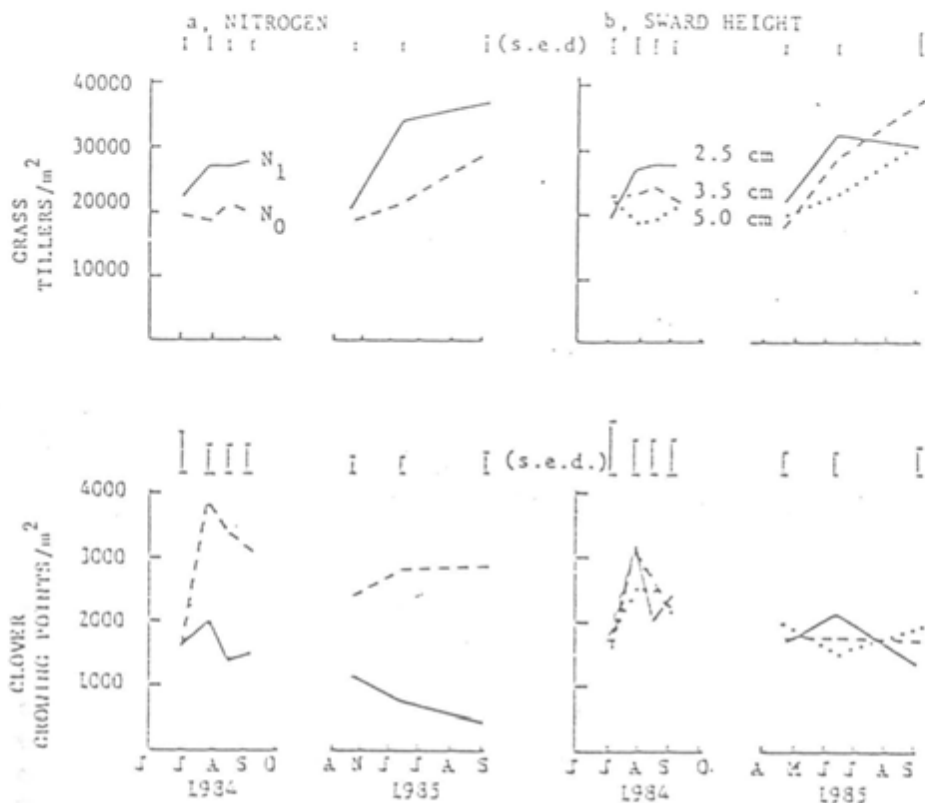 a, NITROGEN
b, SWARD HEIGHT
(s.e.d)
40000
30000
20000
10000
GRASS
TILLERS/m²
N₁
N₀
2.5 cm
3.5 cm
5.0 cm
(s.e.d.)
4000
3000
2000
1000
CLOVER
GROWING POINTS/m²
J J A S O
1984
A M J J A S
1985
J J A S O.
1984
A M J J A S
1985